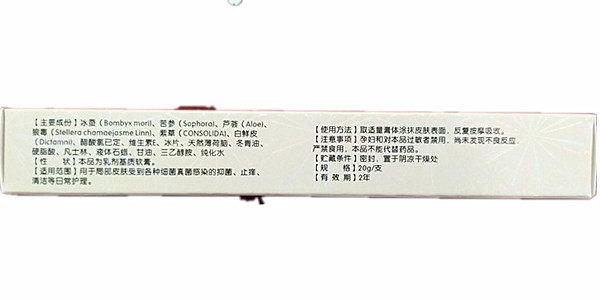 【主要成份】冰蚕（Bombyx mori）、苦参（Sophora）、芦荟（Aloe）、
狼毒（Stellera chamaejasme Linn）、紫草（CONSOLIDA）、白鲜皮
（Dictamni）、醋酸氯已定、维生素E、冰片、天然薄荷脑、冬青油、
硬脂酸、凡士林、液体石蜡、甘油、三乙醇胺、纯化水
【性 状】本品为乳剂基质软膏。
【适用范围】用于局部皮肤受到各种细菌真菌感染的抑菌、止痒、
清洁等日常护理。
【使用方法】取适量膏体涂抹皮肤表面，反复按摩吸收。
【注意事项】孕妇和对本品过敏者禁用，尚未发现不良反应
严禁食用，本品不能代替药品。
【贮藏条件】密封，置于阴凉干燥处
【规 格】20g/支
【有 效 期】2年